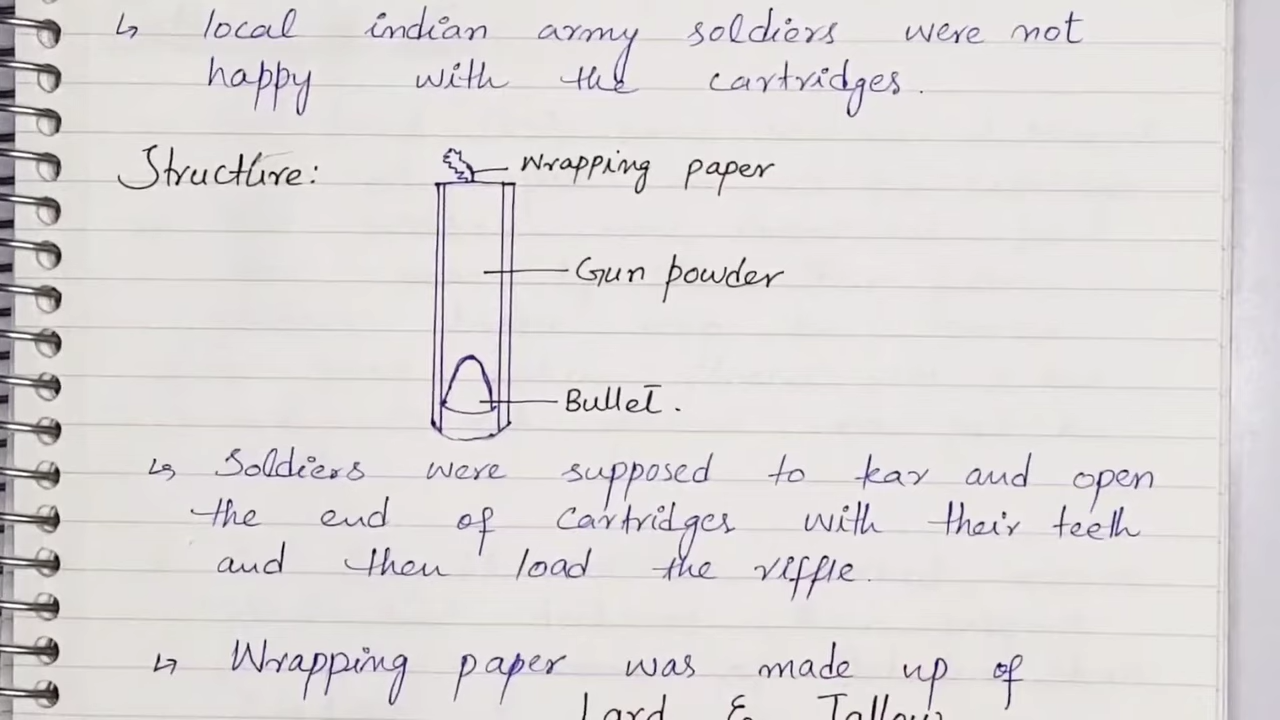 ↳ local indian army soldiers were not
happy with the cartridges.
Structure:
Wrapping paper
Gun powder
Bullet.
↳ Soldiers were supposed to tear and open
the end of cartridges with their teeth
and then load the riffle.
↳ Wrapping paper was made up of
Lard & Tallow